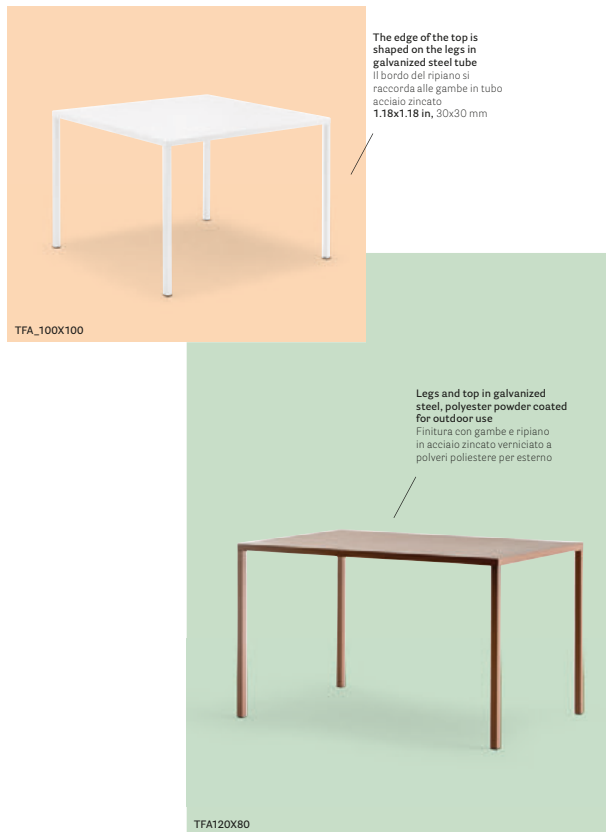 The edge of the top is
shaped on the legs in
galvanized steel tube
Il bordo del ripiano si
raccorda alle gambe in tubo
acciaio zincato
1.18x1.18 in, 30x30 mm
TFA_100X100
Legs and top in galvanized
steel, polyester powder coated
for outdoor use
Finitura con gambe e ripiano
in acciaio zincato verniciato a
polveri poliestere per esterno
TFA120X80